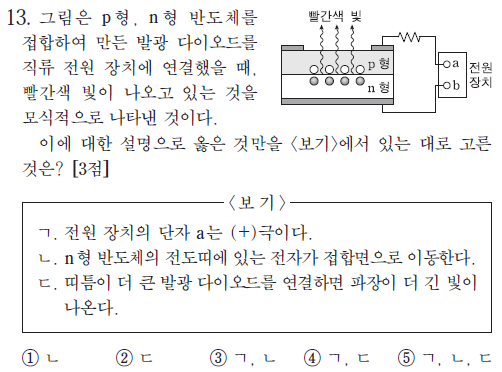 13. 그림은 p형, n형 반도체를
접합하여 만든 발광 다이오드를
직류 전원 장치에 연결했을 때,
빨간색 빛이 나오고 있는 것을
모식적으로 나타낸 것이다.
빨간색 빛
p 형
n 형
a
b
전원
장치
이에 대한 설명으로 옳은 것만을 <보기>에서 있는 대로 고른
것은? [3점]
<보 기>
ㄱ. 전원 장치의 단자 a는 (+)극이다.
ㄴ. n형 반도체의 전도띠에 있는 전자가 접합면으로 이동한다.
ㄷ. 띠틈이 더 큰 발광 다이오드를 연결하면 파장이 더 긴 빛이
나온다.
① ㄴ ② ㄷ ③ ㄱ, ㄴ ④ ㄱ, ㄷ ⑤ ㄱ, ㄴ, ㄷ